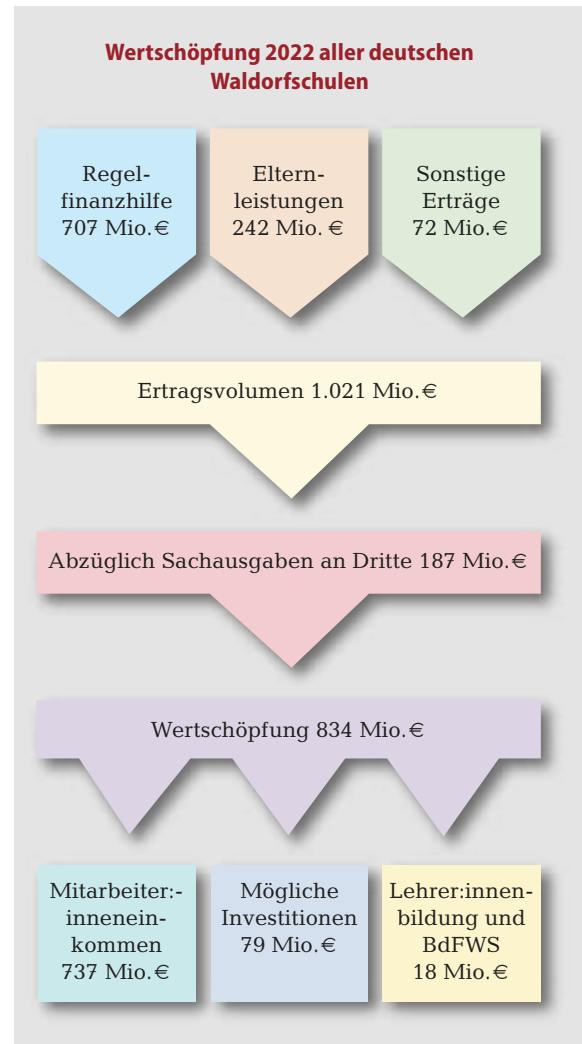 Wertschöpfung 2022 aller deutschen
Waldorfschulen
Regel-
finanzhilfe
707 Mio. €
Eltern-
leistungen
242 Mio. €
Sonstige
Erträge
72 Mio. €
Ertragsvolumen 1.021 Mio. €
Abzüglich Sachausgaben an Dritte 187 Mio. €
Wertschöpfung 834 Mio. €
Mitarbeiter:-
innenein-
kommen
737 Mio. €
Mögliche
Investitionen
79 Mio. €
Lehrer:innen-
bildung und
BdFWS
18 Mio. €